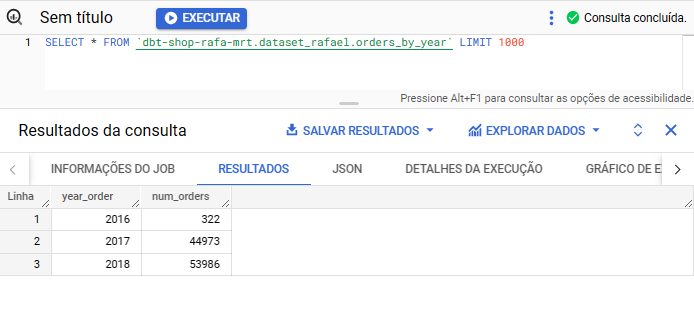 Sem título EXECUTAR Consulta concluída.
1 SELECT * FROM `dbt-shop-rafa-mrt.dataset_rafael.orders_by_year` LIMIT 1000
Pressione Alt+F1 para consultar as opções de acessibilidade.
Resultados da consulta SALVAR RESULTADOS EXPLORAR DADOS
INFORMAÇÕES DO JOB RESULTADOS JSON DETALHES DA EXECUÇÃO GRÁFICO DE E
Linha year_order num_orders
1 2016 322
2 2017 44973
3 2018 53986